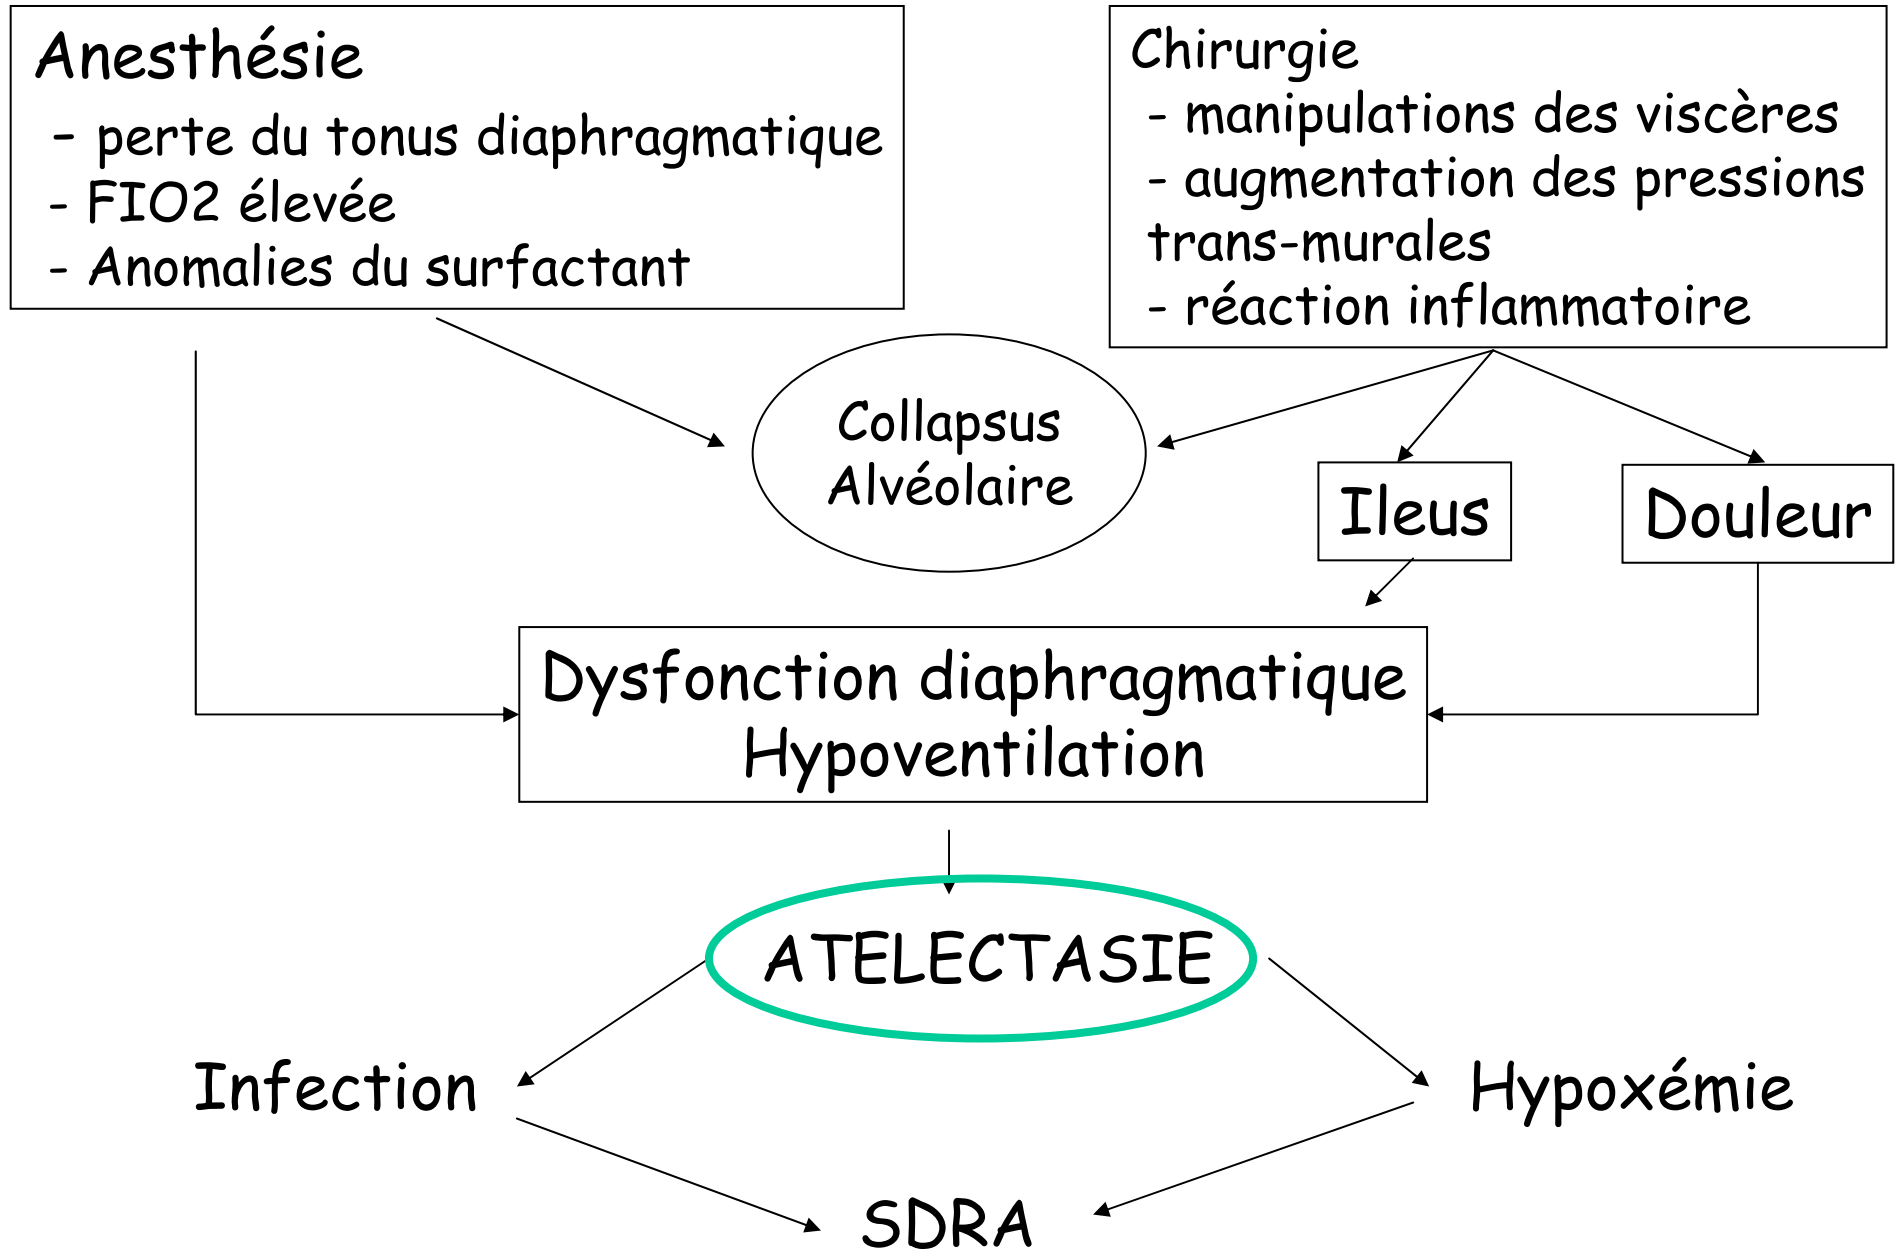 Anesthésie
- perte du tonus diaphragmatique
- FIO2 élevée
- Anomalies du surfactant
Chirurgie
- manipulations des viscères
- augmentation des pressions
trans-murales
- réaction inflammatoire
Collapsus
Alvéolaire
Ileus
Douleur
Dysfonction diaphragmatique
Hypoventilation
ATELECTASIE
Infection
Hypoxémie
SDRA